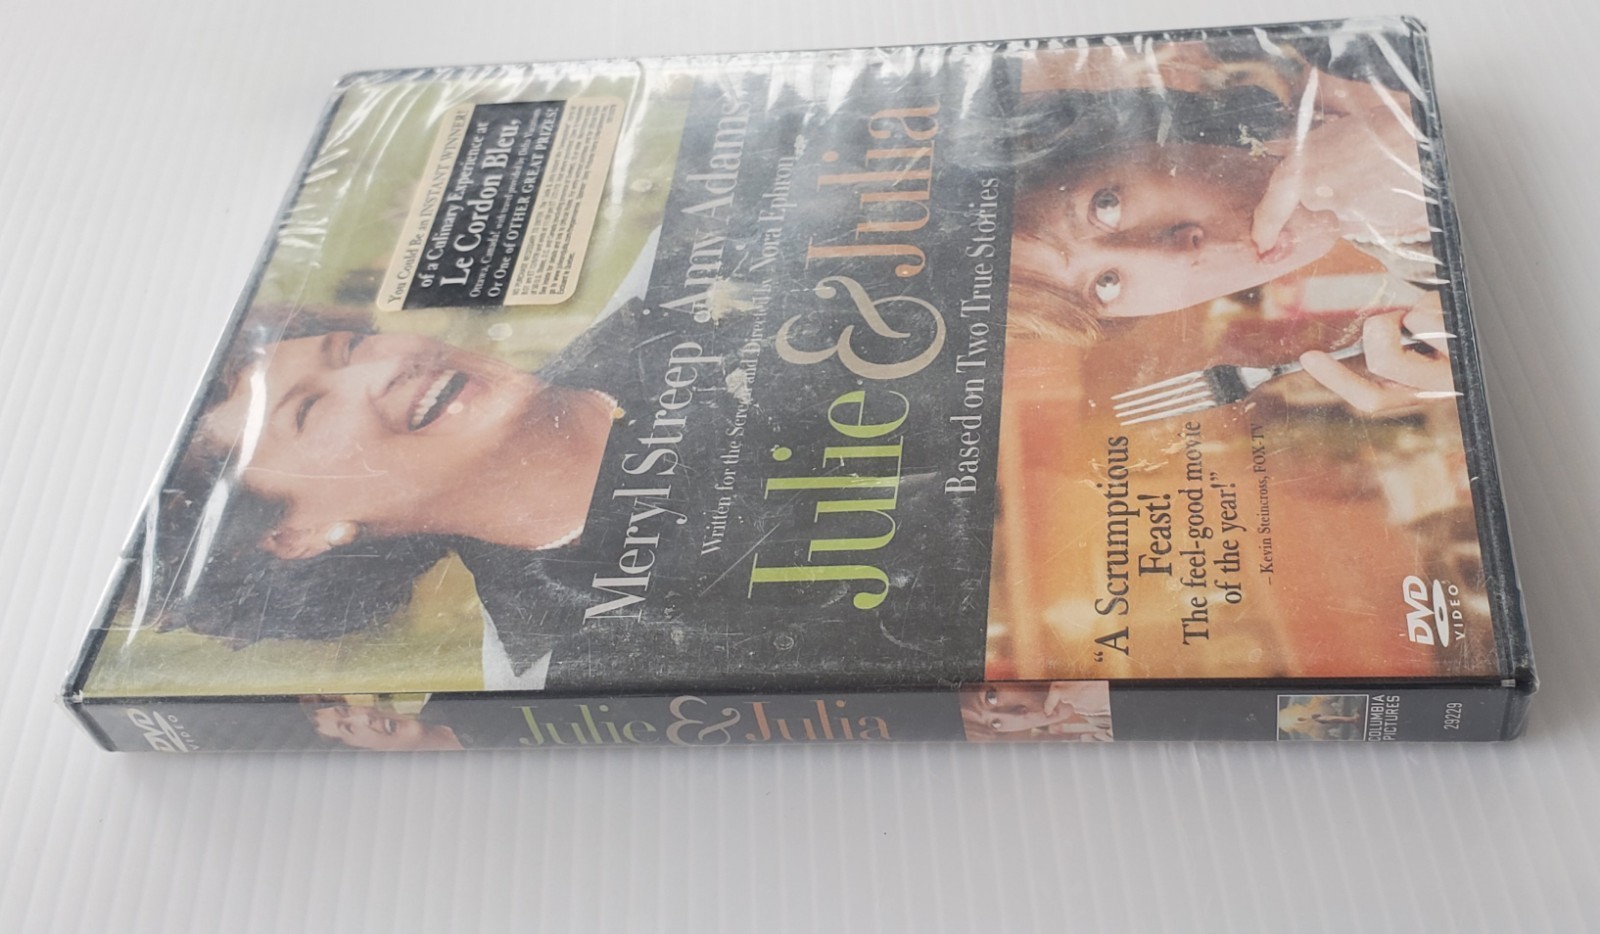 You Could Be an INSTANT WINNER!
of a Culinary Experience at
Le Cordon Bleu,
Ottawa, Canada!
Or One of OTHER GREAT PRIZES!
Meryl Streep Amy Adams
Written for the Screen and Directed by Nora Ephron
Julie & Julia
Based on Two True Stories
"A Scrumptious
Feast!
The feel-good movie
of the year!"
—Kevin Steincross, FOX-TV
DVD
VIDEO
DVD
VIDEO
Julie & Julia
COLUMBIA
PICTURES
29229